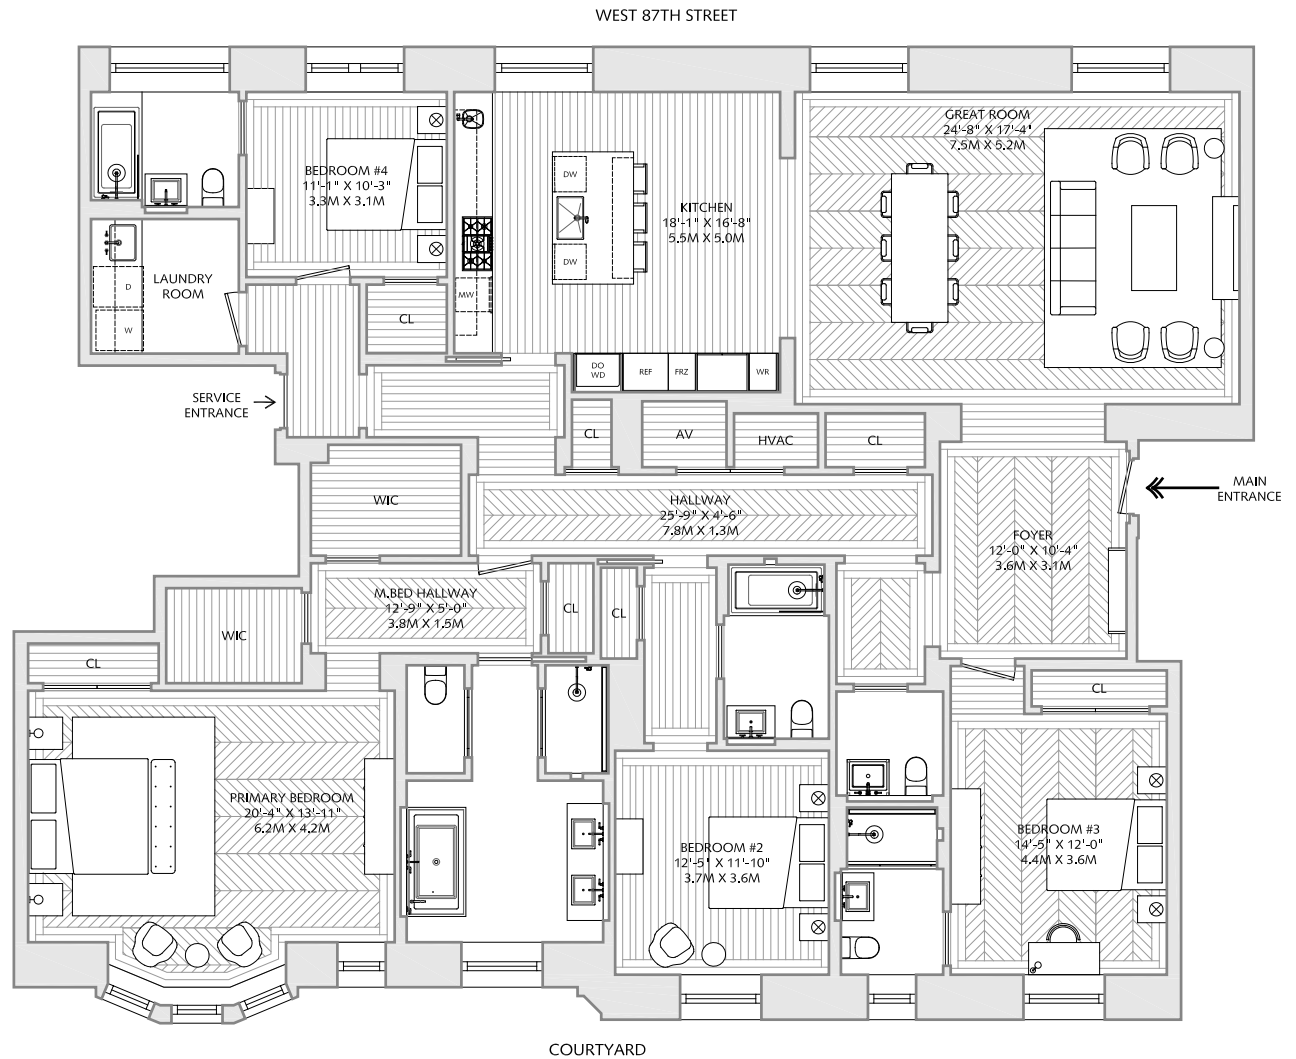 WEST 87TH STREET
GREAT ROOM
24'-8" X 17'-4"
7.5M X 5.2M
BEDROOM #4
11'-1" X 10'-3"
3.3M X 3.1M
DW
KITCHEN
18'-1" X 16'-8"
5.5M X 5.0M
DW
LAUNDRY
ROOM
D
W
MW
CL
DO
WD
REF
FRZ
WR
SERVICE
ENTRANCE
CL
AV
HVAC
CL
WIC
HALLWAY
25'-9" X 4'-6"
7.8M X 1.3M
MAIN
ENTRANCE
FOYER
12'-0" X 10'-4"
3.6M X 3.1M
M.BED HALLWAY
12'-9" X 5'-0"
3.8M X 1.5M
CL
CL
WIC
CL
CL
PRIMARY BEDROOM
20'-4" X 13'-11"
6.2M X 4.2M
BEDROOM #2
12'-5" X 11'-10"
3.7M X 3.6M
BEDROOM #3
14'-5" X 12'-0"
4.4M X 3.6M
COURTYARD